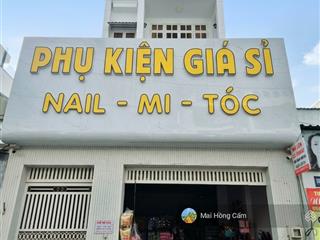 PHỤ KIỆN GIÁ SỈ
NAIL - MI - TÓC
Mai Hồng Cẩm